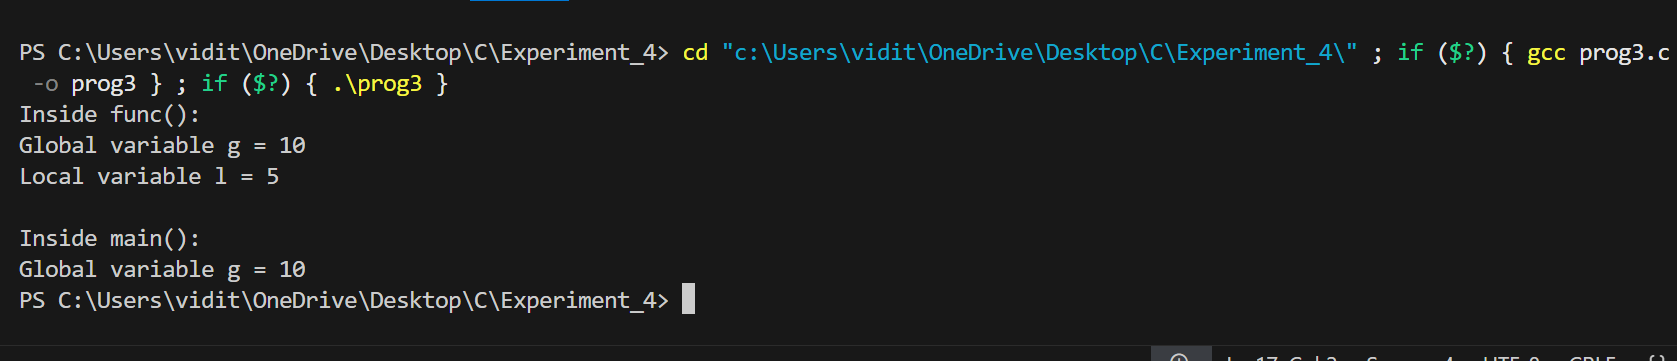 PS C:\Users\vidit\OneDrive\Desktop\C\Experiment_4> cd "c:\Users\vidit\OneDrive\Desktop\C\Experiment_4\" ; if ($?) { gcc prog3.c
-o prog3 } ; if ($?) { .\prog3 }
Inside func():
Global variable g = 10
Local variable l = 5

Inside main():
Global variable g = 10
PS C:\Users\vidit\OneDrive\Desktop\C\Experiment_4>